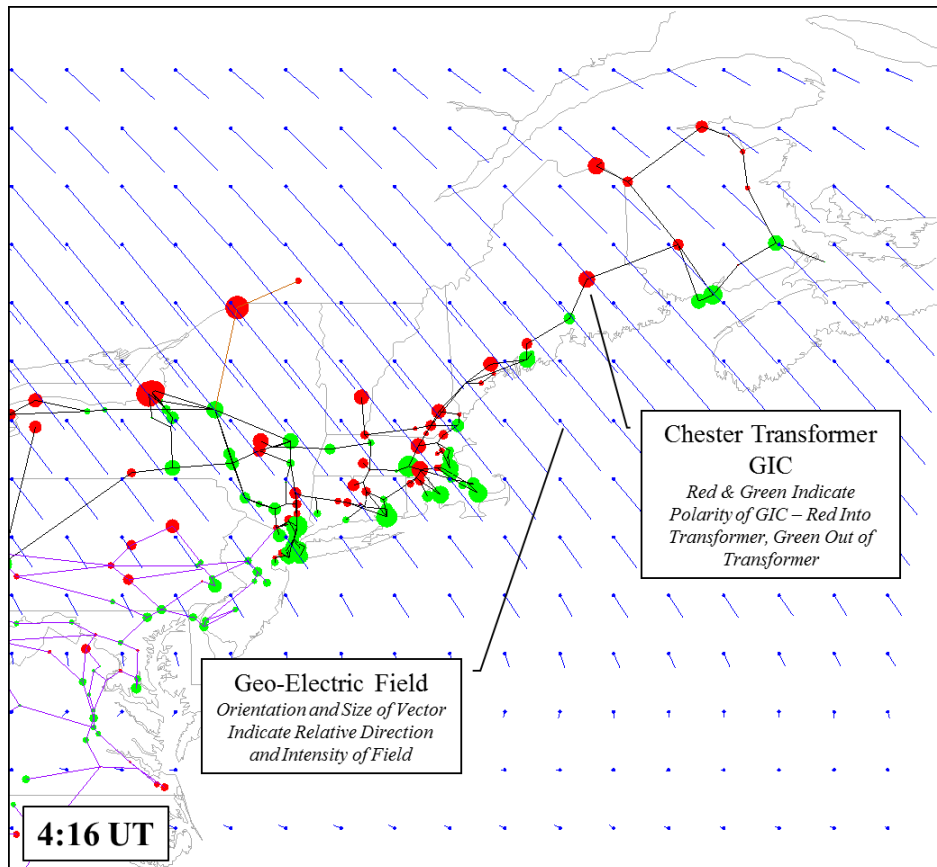 Chester Transformer
GIC
Red & Green Indicate
Polarity of GIC – Red Into
Transformer, Green Out of
Transformer
Geo-Electric Field
Orientation and Size of Vector
Indicate Relative Direction
and Intensity of Field
4:16 UT